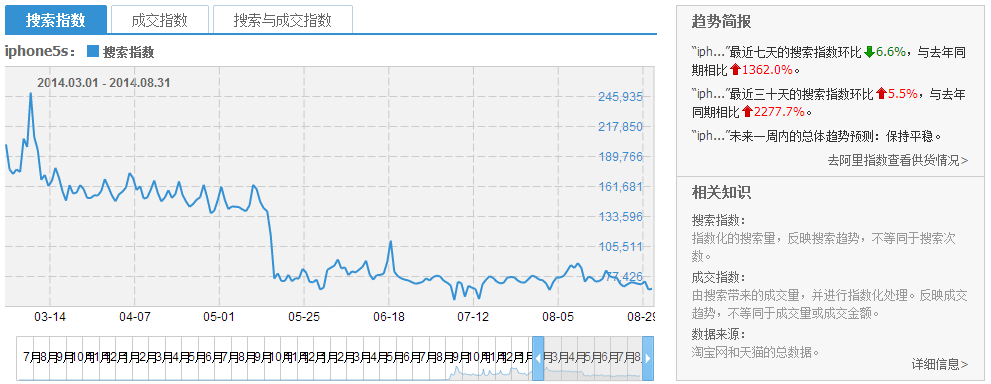 搜索指数
成交指数
搜索与成交指数
iphone5s： 搜索指数
2014.03.01 - 2014.08.31
245,935
217,850
189,766
161,681
133,596
105,511
77,426
03-14 04-07 05-01 05-25 06-18 07-12 08-05 08-29
趋势简报
“iph...”最近七天的搜索指数环比6.6%，与去年同
期相比1362.0%。
“iph...”最近三十天的搜索指数环比5.5%，与去年
同期相比2277.7%。
“iph...”未来一周内的总体趋势预测：保持平稳。
去阿里指数查看供货情况>
相关知识
搜索指数：
指数化的搜索量，反映搜索趋势，不等同于搜索次
数。
成交指数：
由搜索带来的成交量，并进行指数化处理。反映成交
趋势，不等同于成交量或成交金额。
数据来源：
淘宝网和天猫的总数据。
详细信息>